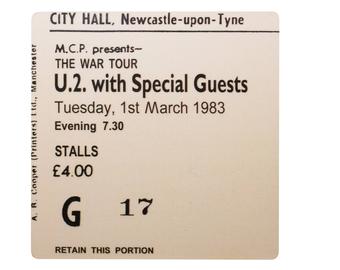 CITY HALL, Newcastle-upon-Tyne
M.C.P. presents—
THE WAR TOUR
U.2. with Special Guests
Tuesday, 1st March 1983
Evening 7.30
STALLS
£4.00
G 17
RETAIN THIS PORTION
A. R. Cooper (Printers) Ltd., Manchester